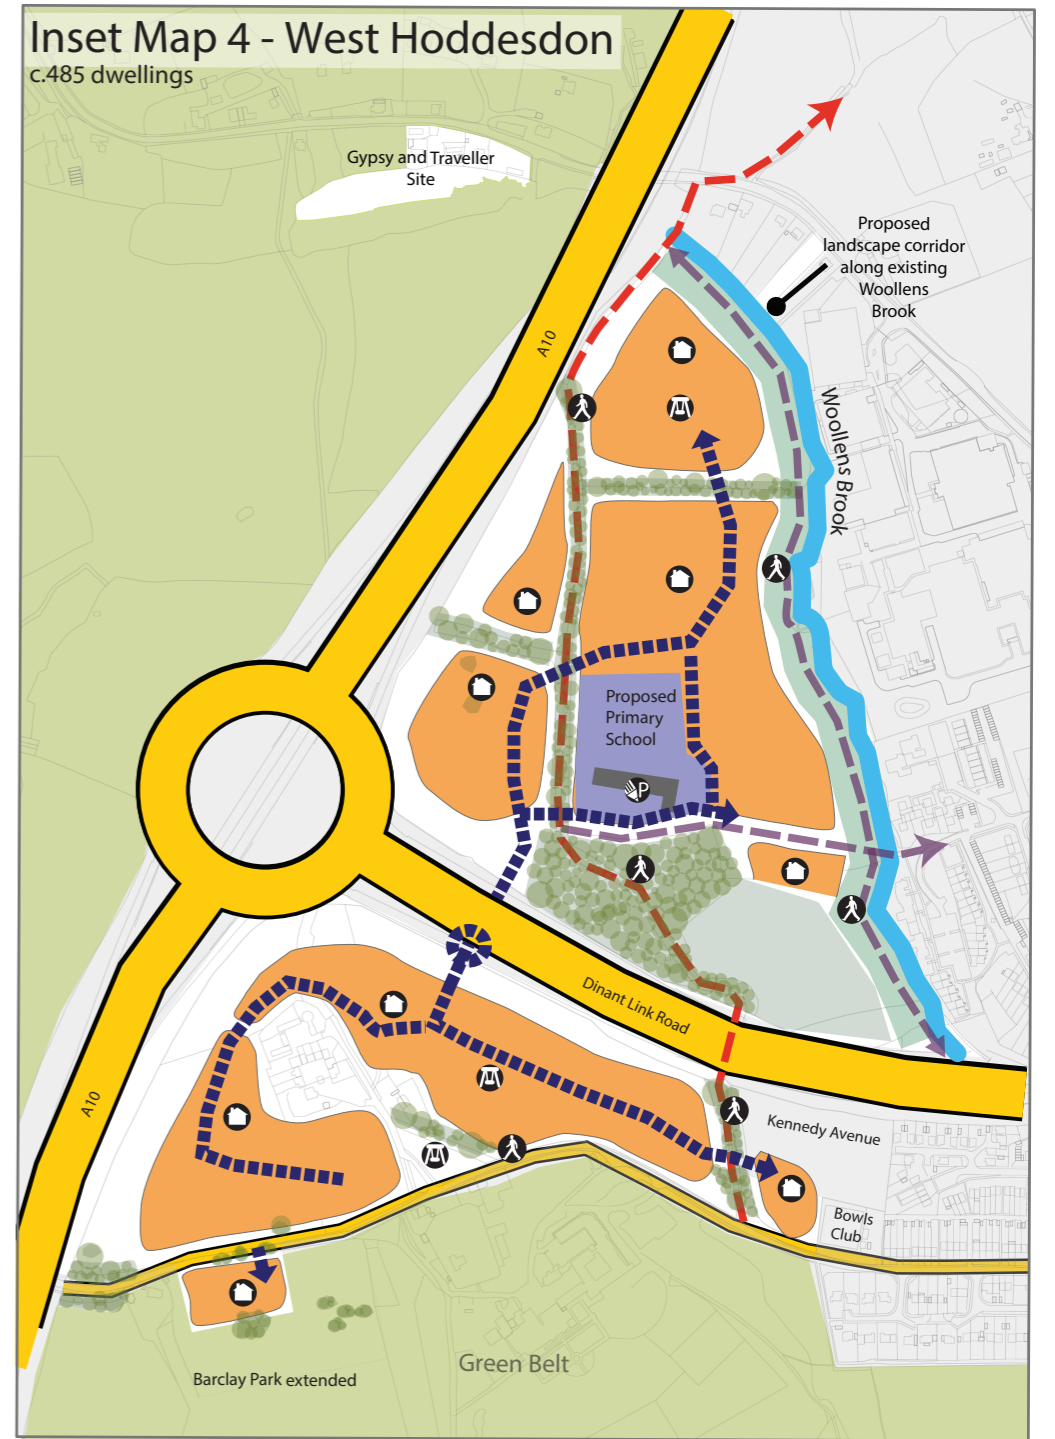 Inset Map 4 - West Hoddesdon
c.485 dwellings
Gypsy and Traveller
Site
Proposed
landscape corridor
along existing
Woollens
Brook
A10
Woollens Brook
Proposed
Primary
School
P
Dinant Link Road
A10
Kennedy Avenue
Bowls
Club
Green Belt
Barclay Park extended